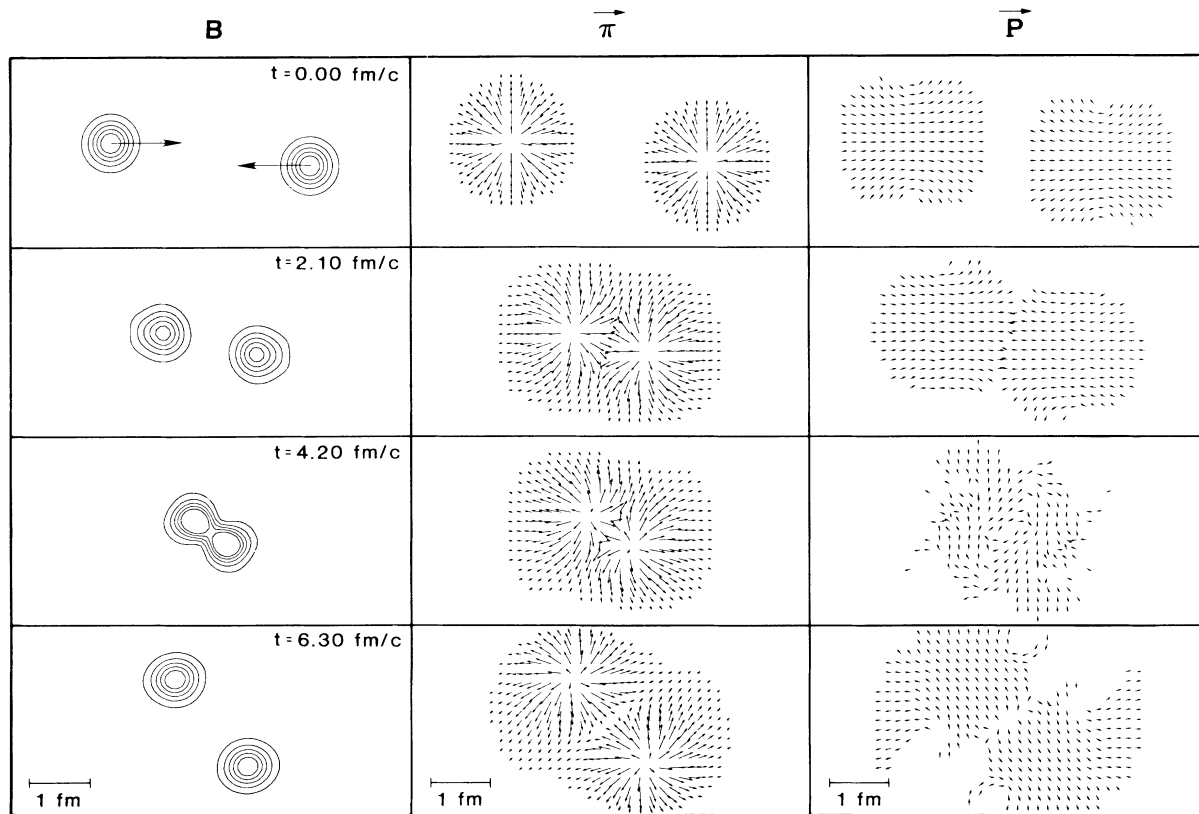 B π P
t=0.00 fm/c
t=2.10 fm/c
t=4.20 fm/c
t=6.30 fm/c
1 fm 1 fm 1 fm